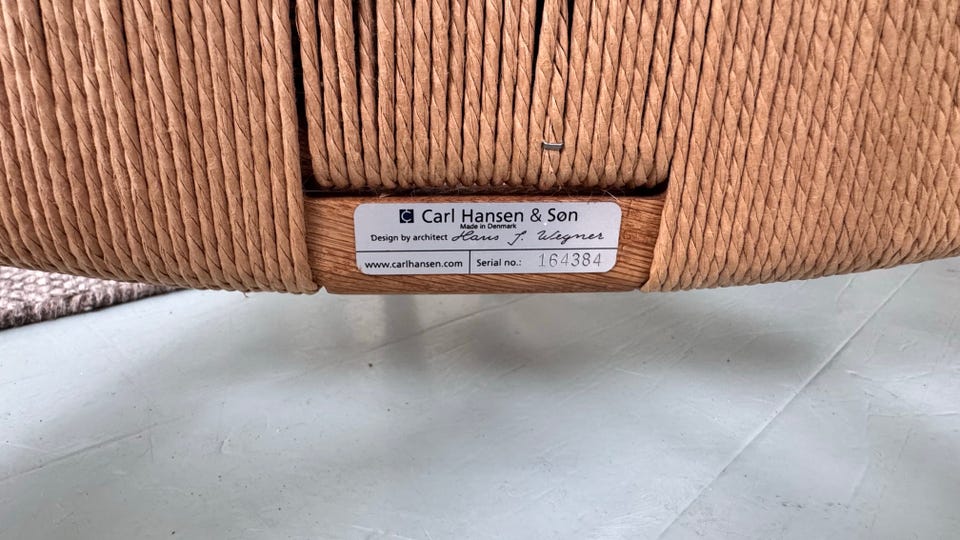 C Carl Hansen & Søn
Made in Denmark
Design by architect Hans J. Wegner
www.carlhansen.com Serial no.: 164384